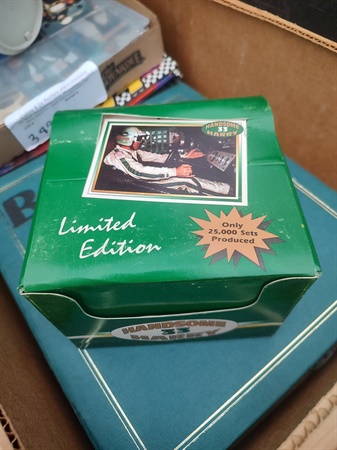 HANDSOME
33
HARRY
Limited
Edition
Only
25,000 Sets
Produced
HANDSOME
33
HARRY